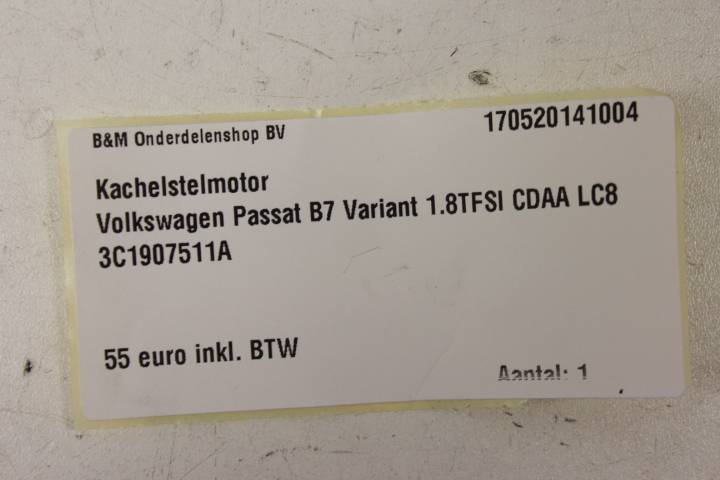 B&M Onderdelenshop BV
170520141004
Kachelstelmotor
Volkswagen Passat B7 Variant 1.8TFSI CDAA LC8
3C1907511A
55 euro inkl. BTW
Aantal: 1